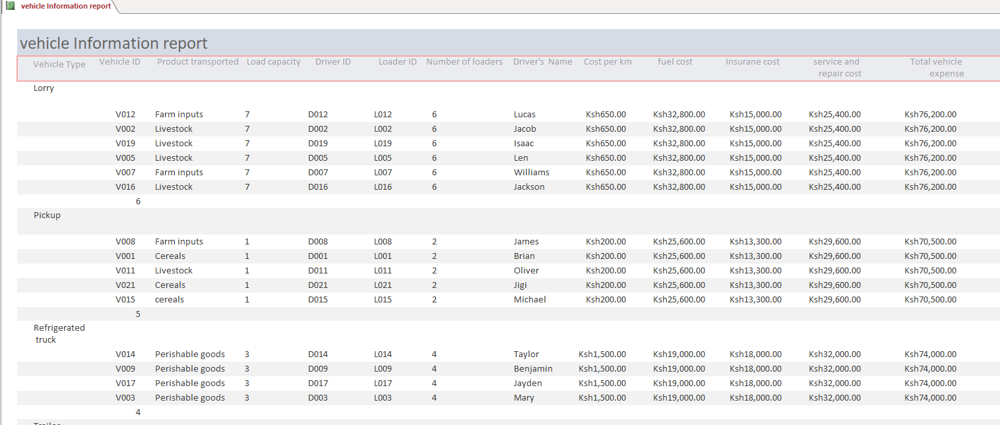 vehicle Information report
vehicle Information report
Vehicle Type Vehicle ID Product transported Load capacity Driver ID Loader ID Number of loaders Driver's Name Cost per km fuel cost Insurane cost service and repair cost Total vehicle expense
Lorry
V012 Farm inputs 7 D012 L012 6 Lucas Ksh650.00 Ksh32,800.00 Ksh15,000.00 Ksh25,400.00 Ksh76,200.00
V002 Livestock 7 D002 L002 6 Jacob Ksh650.00 Ksh32,800.00 Ksh15,000.00 Ksh25,400.00 Ksh76,200.00
V019 Livestock 7 D019 L019 6 Isaac Ksh650.00 Ksh32,800.00 Ksh15,000.00 Ksh25,400.00 Ksh76,200.00
V005 Livestock 7 D005 L005 6 Len Ksh650.00 Ksh32,800.00 Ksh15,000.00 Ksh25,400.00 Ksh76,200.00
V007 Farm inputs 7 D007 L007 6 Williams Ksh650.00 Ksh32,800.00 Ksh15,000.00 Ksh25,400.00 Ksh76,200.00
V016 Livestock 7 D016 L016 6 Jackson Ksh650.00 Ksh32,800.00 Ksh15,000.00 Ksh25,400.00 Ksh76,200.00
6
Pickup
V008 Farm inputs 1 D008 L008 2 James Ksh200.00 Ksh25,600.00 Ksh13,300.00 Ksh29,600.00 Ksh70,500.00
V001 Cereals 1 D001 L001 2 Brian Ksh200.00 Ksh25,600.00 Ksh13,300.00 Ksh29,600.00 Ksh70,500.00
V011 Livestock 1 D011 L011 2 Oliver Ksh200.00 Ksh25,600.00 Ksh13,300.00 Ksh29,600.00 Ksh70,500.00
V021 Cereals 1 D021 L021 2 Jigi Ksh200.00 Ksh25,600.00 Ksh13,300.00 Ksh29,600.00 Ksh70,500.00
V015 cereals 1 D015 L015 2 Michael Ksh200.00 Ksh25,600.00 Ksh13,300.00 Ksh29,600.00 Ksh70,500.00
5
Refrigerated
truck
V014 Perishable goods 3 D014 L014 4 Taylor Ksh1,500.00 Ksh19,000.00 Ksh18,000.00 Ksh32,000.00 Ksh74,000.00
V009 Perishable goods 3 D009 L009 4 Benjamin Ksh1,500.00 Ksh19,000.00 Ksh18,000.00 Ksh32,000.00 Ksh74,000.00
V017 Perishable goods 3 D017 L017 4 Jayden Ksh1,500.00 Ksh19,000.00 Ksh18,000.00 Ksh32,000.00 Ksh74,000.00
V003 Perishable goods 3 D003 L003 4 Mary Ksh1,500.00 Ksh19,000.00 Ksh18,000.00 Ksh32,000.00 Ksh74,000.00
4